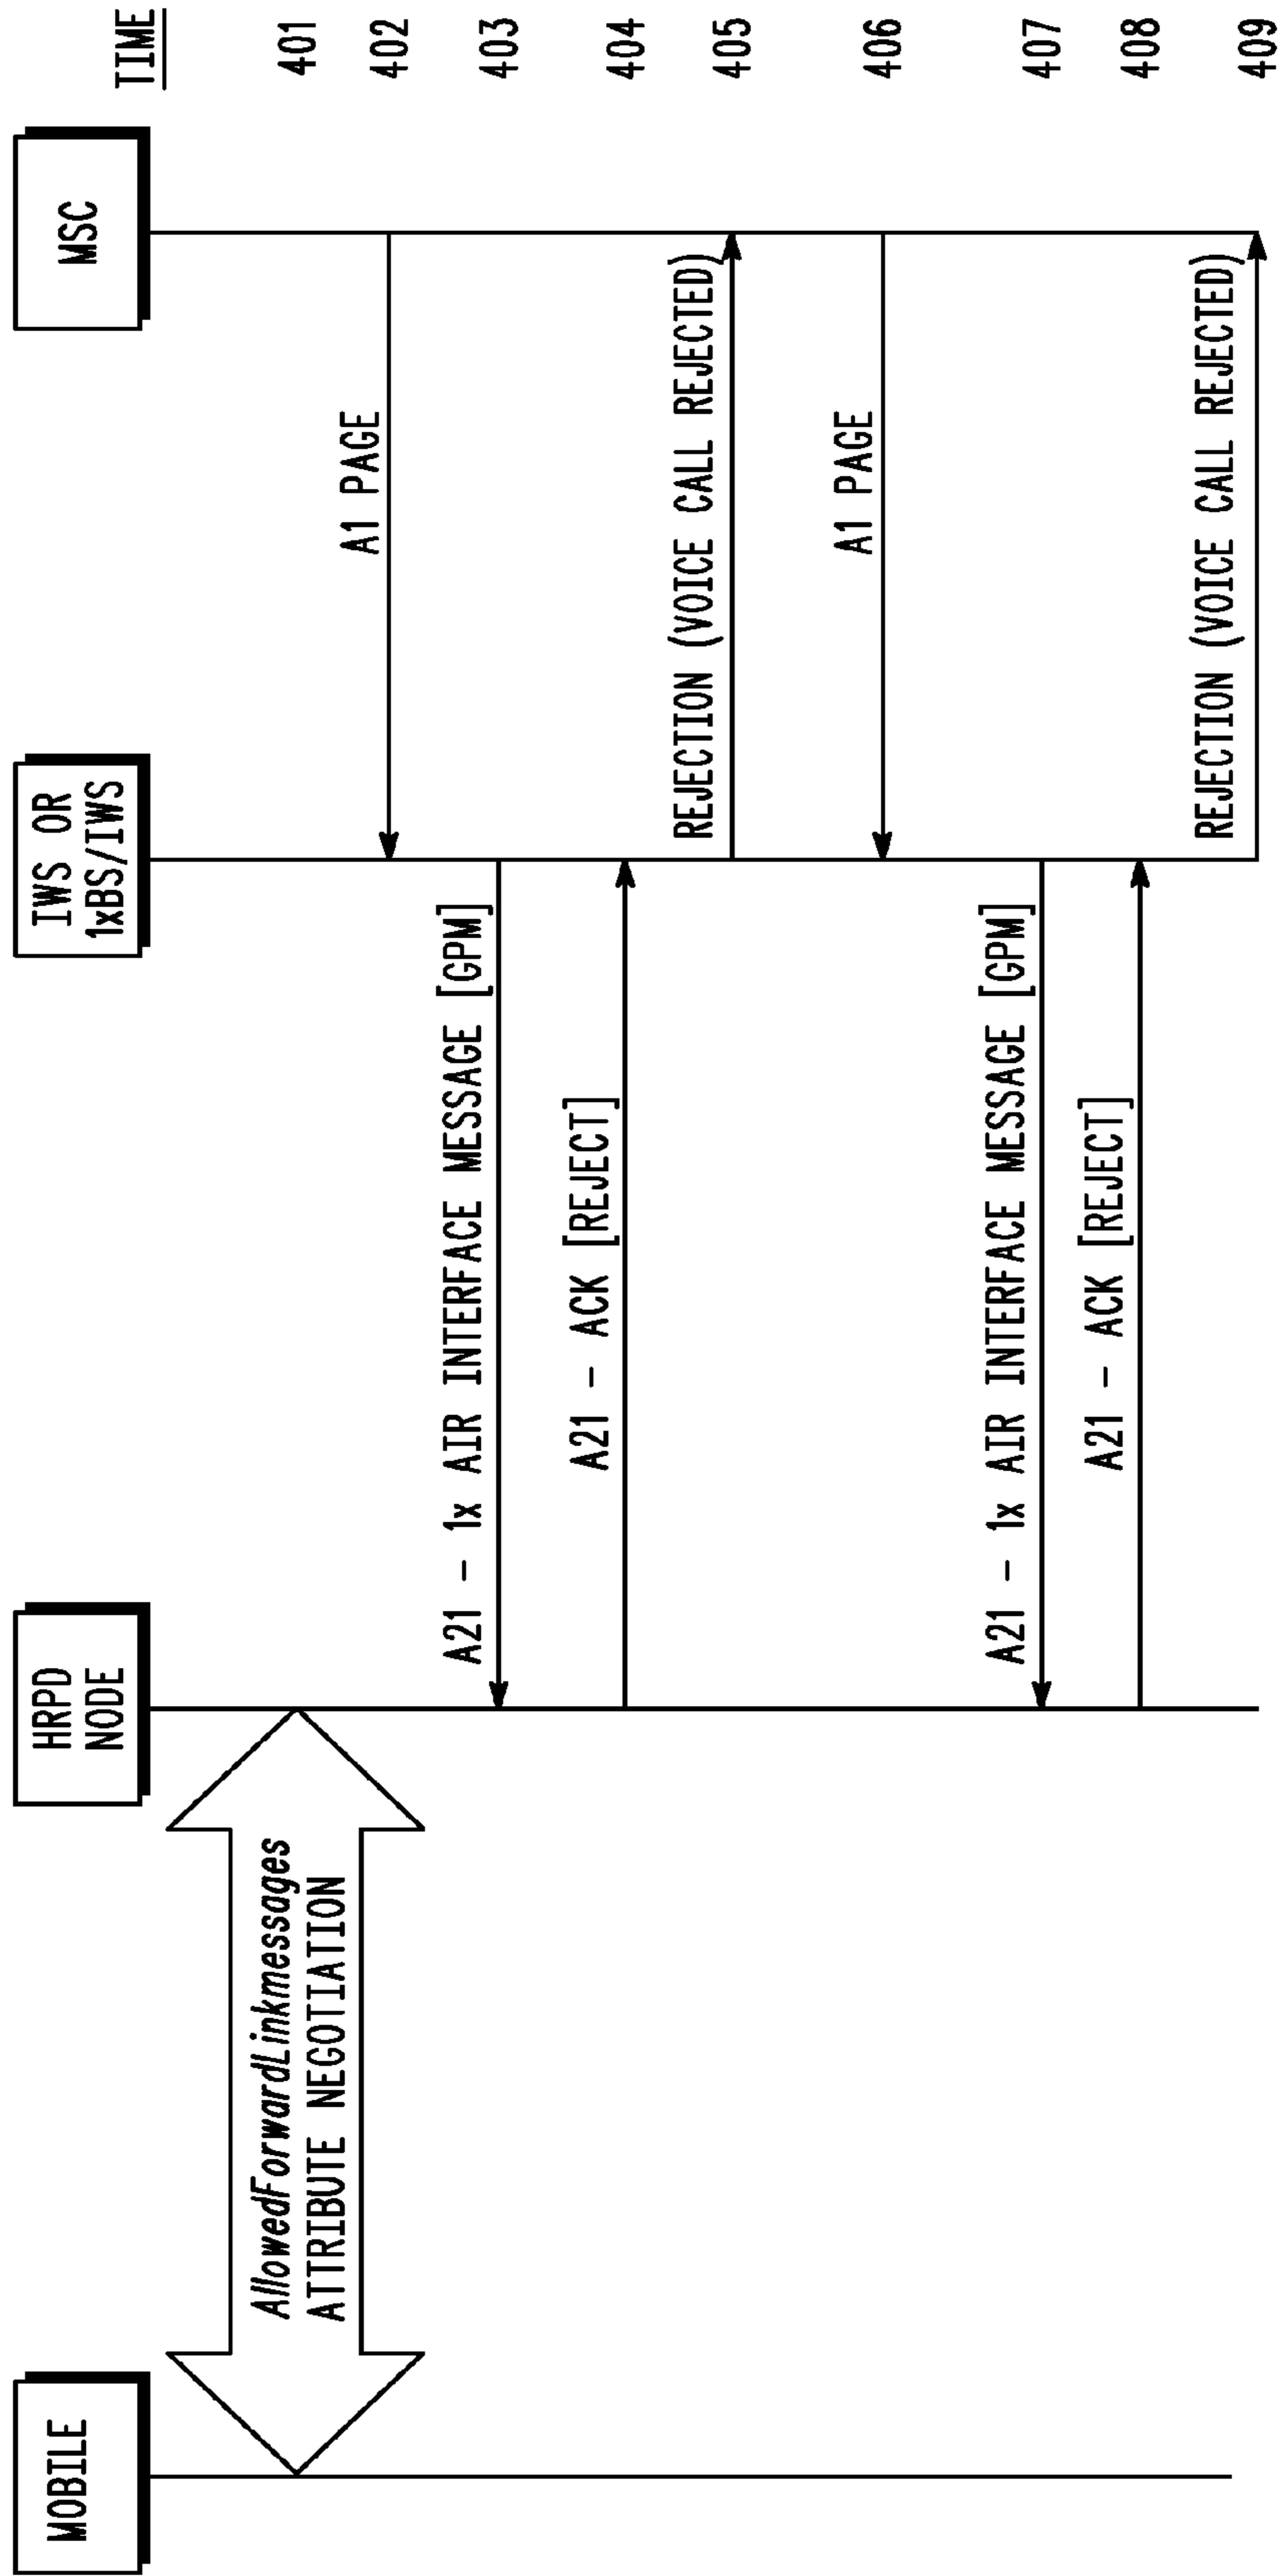 MOBILE
HRPD
NODE
IWS OR
1xBS/IWS
MSC
TIME
AllowedForwardLinkmessages
ATTRIBUTE NEGOTIATION
401
A1 PAGE
402
A21 - 1x AIR INTERFACE MESSAGE [GPM]
403
A21 - ACK [REJECT]
404
REJECTION (VOICE CALL REJECTED)
405
A1 PAGE
406
A21 - 1x AIR INTERFACE MESSAGE [GPM]
407
A21 - ACK [REJECT]
408
REJECTION (VOICE CALL REJECTED)
409